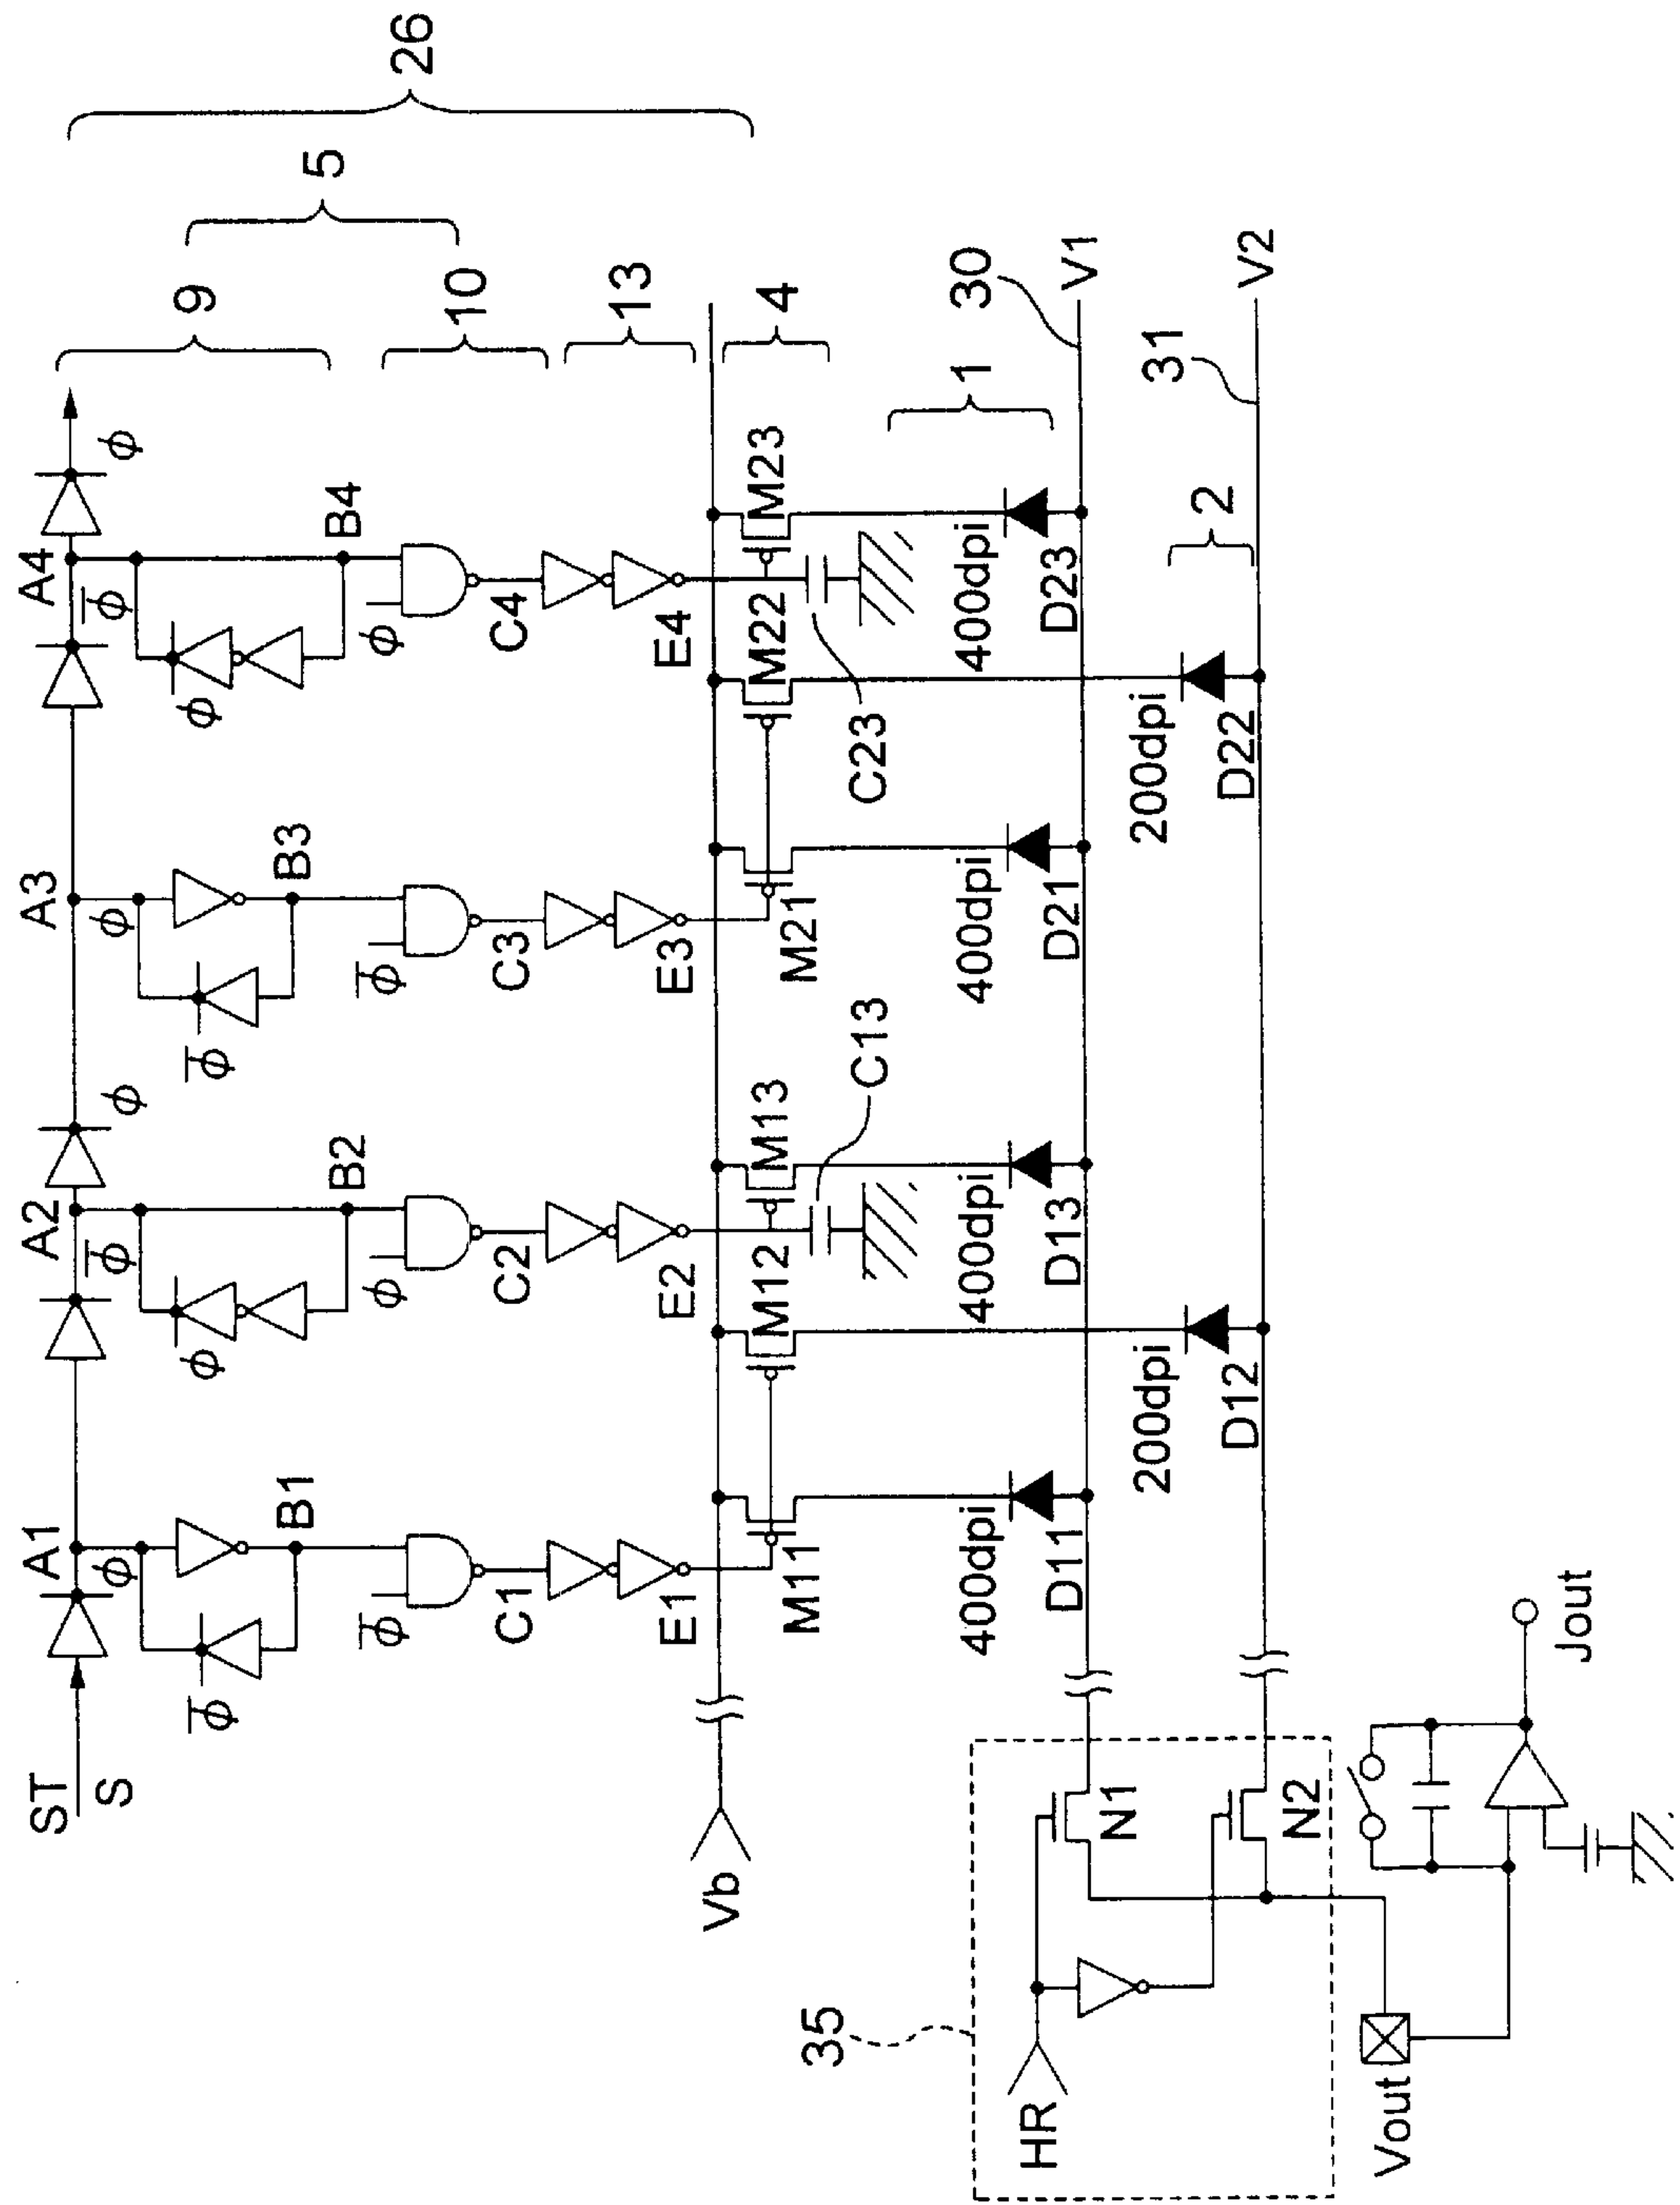 26
5
9
10
13
4
1
30
V1
2
31
V2
ST
S
A1
A2
A3
A4
ϕ
ϕ̅
ϕ
ϕ
ϕ̅
ϕ
ϕ̅
ϕ
ϕ̅
ϕ
B1
B2
B3
B4
ϕ̅
ϕ
ϕ̅
ϕ
C1
C2
C3
C4
E1
E2
E3
E4
Vb
M11
M12
M13
M21
M22
M23
C13
C23
400dpi
400dpi
400dpi
400dpi
D11
D13
D21
D23
200dpi
200dpi
D12
D22
35
HR
N1
N2
Vout
Jout